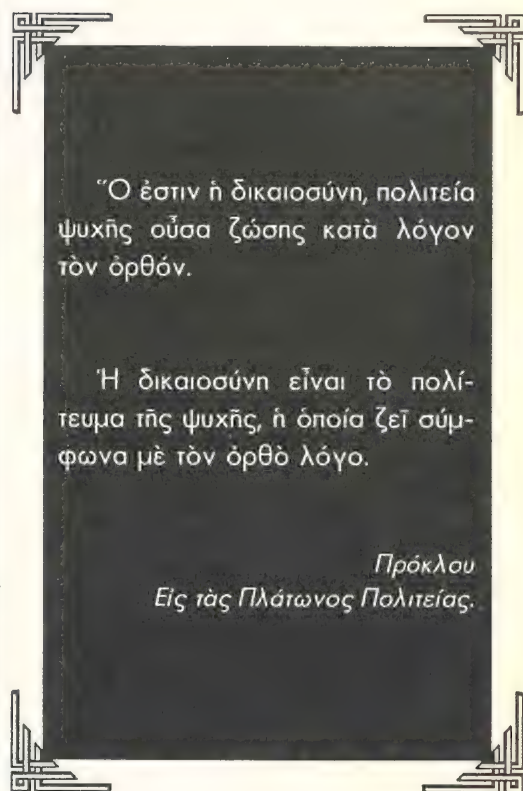 Ὅ ἐστιν ἡ δικαιοσύνη, πολιτεία
ψυχῆς οὖσα ζώσης κατὰ λόγον
τὸν ὀρθόν.
Ἡ δικαιοσύνη εἶναι τὸ πολί-
τευμα τῆς ψυχῆς, ἡ ὁποία ζεῖ σύμ-
φωνα μὲ τὸν ὀρθὸ λόγο.
Πρόκλου
Εἰς τὰς Πλάτωνος Πολιτείας.